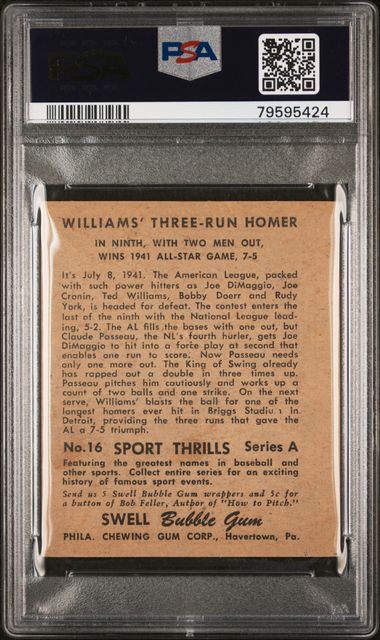 PSA
79595424
WILLIAMS' THREE-RUN HOMER
IN NINTH, WITH TWO MEN OUT,
WINS 1941 ALL-STAR GAME, 7-5
It's July 8, 1941. The American League, packed
with such power hitters as Joe DiMaggio, Joe
Cronin, Ted Williams, Bobby Doerr and Rudy
York, is headed for defeat. The contest enters the
last of the ninth with the National League lead-
ing, 5-2. The AL fills the bases with one out, but
Claude Passeau, the NL's fourth hurler, gets Joe
DiMaggio to hit into a force play at second that
enables one run to score. Now Passeau needs
only one more out. The King of Swing already
has rapped out a double in three times up.
Passeau pitches him cautiously and works up a
count of two balls and one strike. On the next
serve, Williams' blasts the ball for one of the
longest homers ever hit in Briggs Stadiu n in
Detroit, providing the three runs that gave the
AL a 7-5 triumph.
No. 16 SPORT THRILLS Series A
Featuring the greatest names in baseball and
other sports. Collect entire series for an exciting
history of famous sport events.
Send us 5 Swell Bubble Gum wrappers and 5c for
a button of Bob Feller, Author of "How to Pitch."
SWELL Bubble Gum
PHILA. CHEWING GUM CORP., Havertown, Pa.